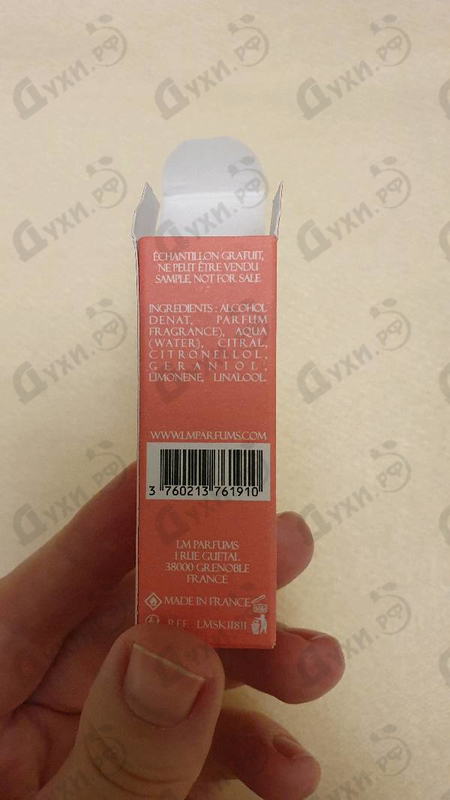 ÉCHANTILLON GRATUIT,
NE PEUT ÊTRE VENDU
SAMPLE, NOT FOR SALE
INGREDIENTS : ALCOHOL
DENAT., PARFUM
FRAGRANCE), AQUA
(WATER), CITRAL,
CITRONELLOL,
GERANIOL,
LIMONENE, LINALOOL.
WWW.LMPARFUMS.COM
3 760213 761910
LM PARFUMS
1 RUE GUETAL
38000 GRENOBLE
FRANCE
MADE IN FRANCE
REF. LMSK11811
Духи.рф